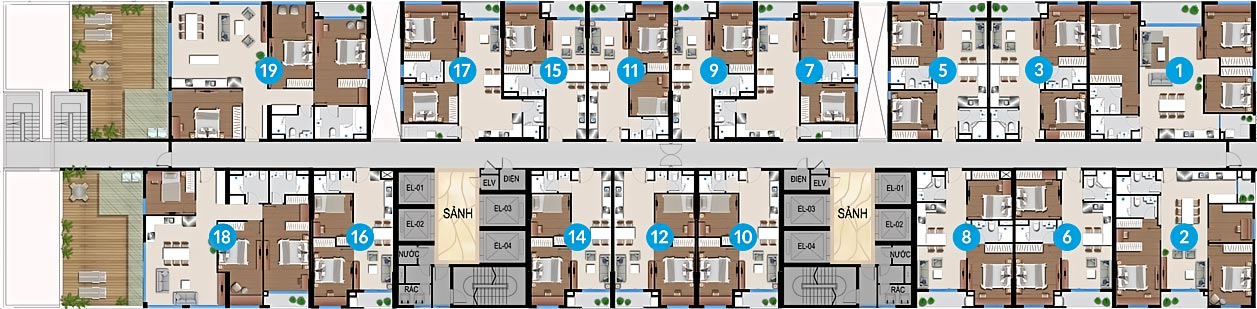 19
17
15
11
9
7
5
3
1
EL-01
SẢNH
ELV
ĐIỆN
EL-02
EL-03
EL-04
NƯỚC
RÁC
ĐIỆN
ELV
EL-03
SẢNH
EL-01
EL-02
EL-04
NƯỚC
RÁC
18
16
14
12
10
8
6
2